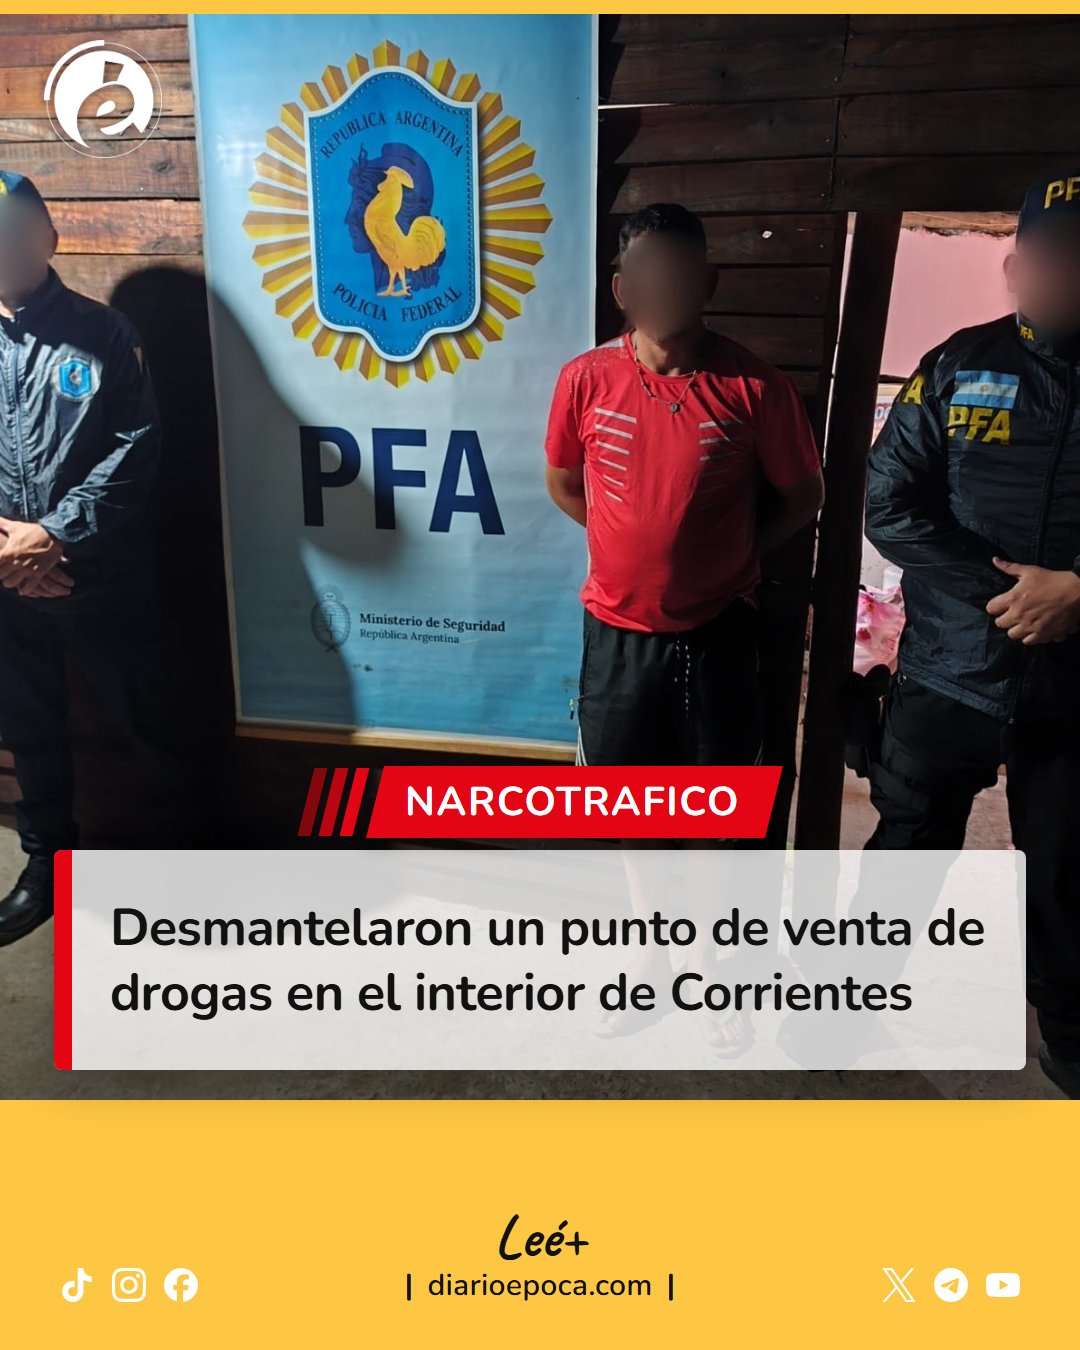 REPUBLICA ARGENTINA
POLICIA FEDERAL
PFA
Ministerio de Seguridad
República Argentina
PFA
PFA
NARCOTRAFICO
Desmantelaron un punto de venta de
drogas en el interior de Corrientes
Leé+
| diarioepoca.com |